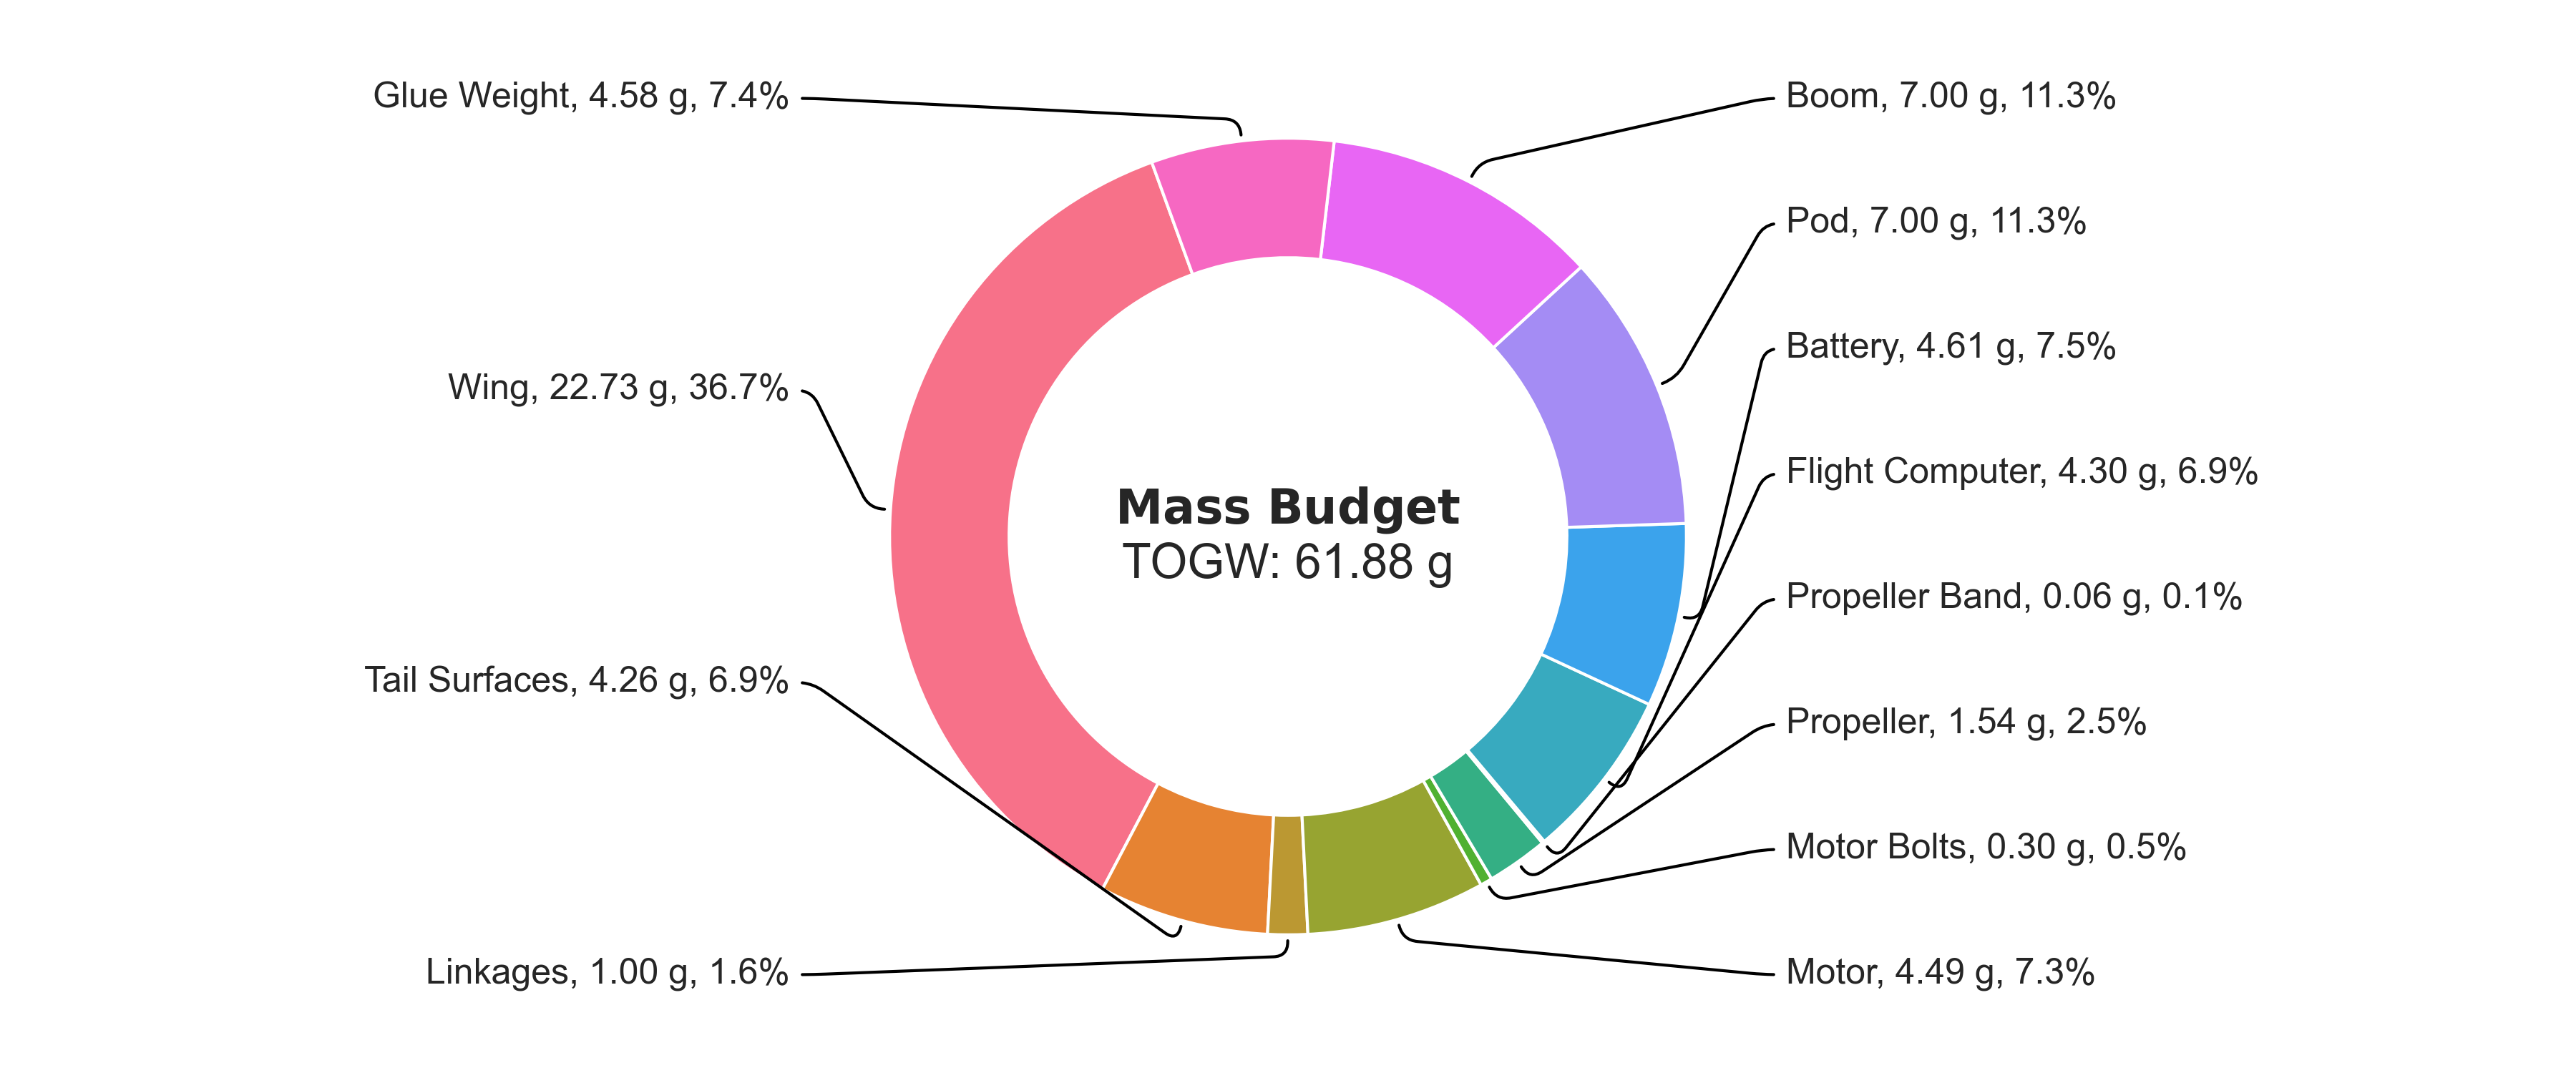 Glue Weight, 4.58 g, 7.4%
Wing, 22.73 g, 36.7%
Tail Surfaces, 4.26 g, 6.9%
Linkages, 1.00 g, 1.6%
Mass Budget
TOGW: 61.88 g
Boom, 7.00 g, 11.3%
Pod, 7.00 g, 11.3%
Battery, 4.61 g, 7.5%
Flight Computer, 4.30 g, 6.9%
Propeller Band, 0.06 g, 0.1%
Propeller, 1.54 g, 2.5%
Motor Bolts, 0.30 g, 0.5%
Motor, 4.49 g, 7.3%